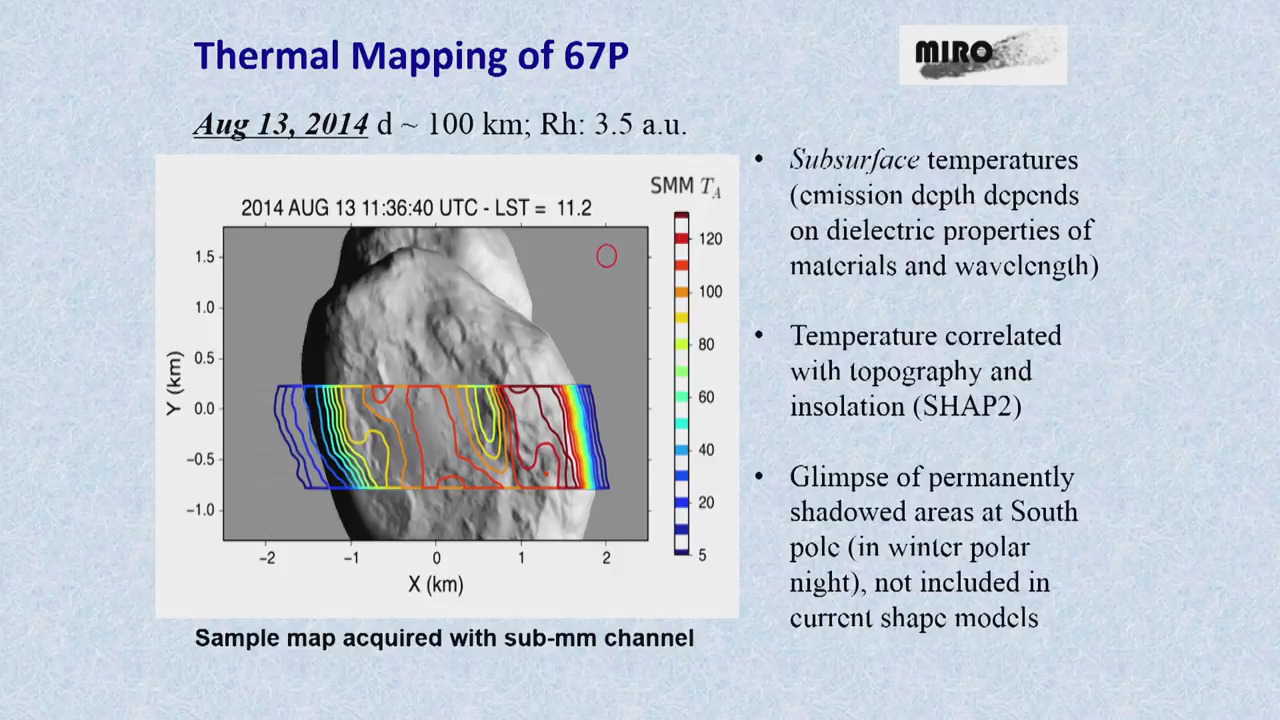 Thermal Mapping of 67P
MIRO
Aug 13, 2014 d ~ 100 km; Rh: 3.5 a.u.
SMM T_A
2014 AUG 13 11:36:40 UTC - LST = 11.2
1.5
1.0
0.5
0.0
−0.5
−1.0
Y (km)
−2
−1
0
1
2
X (km)
120
100
80
60
40
20
5
Sample map acquired with sub-mm channel
• Subsurface temperatures
(emission depth depends
on dielectric properties of
materials and wavelength)
• Temperature correlated
with topography and
insolation (SHAP2)
• Glimpse of permanently
shadowed areas at South
pole (in winter polar
night), not included in
current shape models